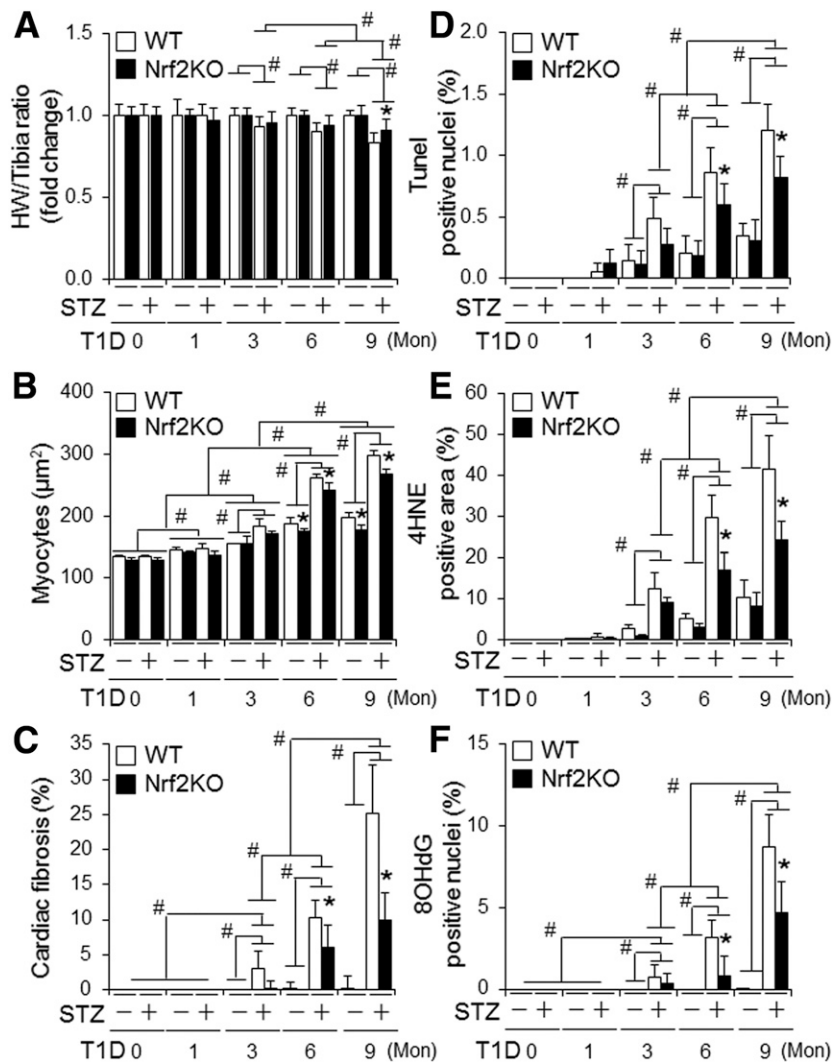 A
WT
Nrf2KO
HW/Tibia ratio
(fold change)
1.5
1.0
0.5
0.0
# # # # #
*
STZ − + − + − + − + − +
T1D 0 1 3 6 9 (Mon)
B
WT
Nrf2KO
Myocytes (µm²)
400
300
200
100
0
# # # # # # #
* * * *
STZ − + − + − + − + − +
T1D 0 1 3 6 9 (Mon)
C
WT
Nrf2KO
Cardiac fibrosis (%)
35
30
25
20
15
10
5
0
# # # # # #
* *
STZ − + − + − + − + − +
T1D 0 1 3 6 9 (Mon)
D
WT
Nrf2KO
Tunel
positive nuclei (%)
2.0
1.5
1.0
0.5
0.0
# # # # #
* *
STZ − + − + − + − + − +
T1D 0 1 3 6 9 (Mon)
E
WT
Nrf2KO
4HNE
positive area (%)
60
50
40
30
20
10
0
# # # # #
* *
STZ − + − + − + − + − +
T1D 0 1 3 6 9 (Mon)
F
WT
Nrf2KO
8OHdG
positive nuclei (%)
15
10
5
0
# # # # # #
* *
STZ − + − + − + − + − +
T1D 0 1 3 6 9 (Mon)